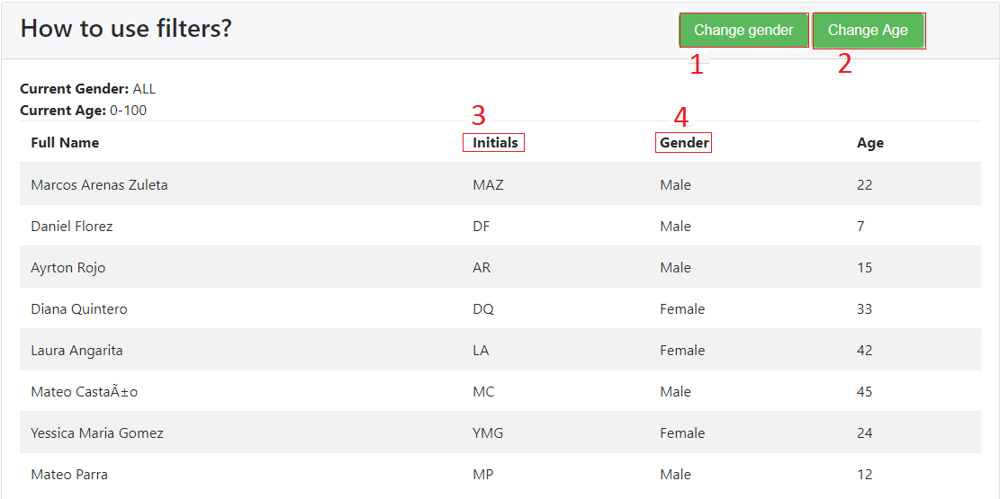 How to use filters? Change gender Change Age
1 2
Current Gender: ALL
Current Age: 0-100
3 4
Full Name Initials Gender Age
Marcos Arenas Zuleta MAZ Male 22
Daniel Florez DF Male 7
Ayrton Rojo AR Male 15
Diana Quintero DQ Female 33
Laura Angarita LA Female 42
Mateo CastaÃ±o MC Male 45
Yessica Maria Gomez YMG Female 24
Mateo Parra MP Male 12